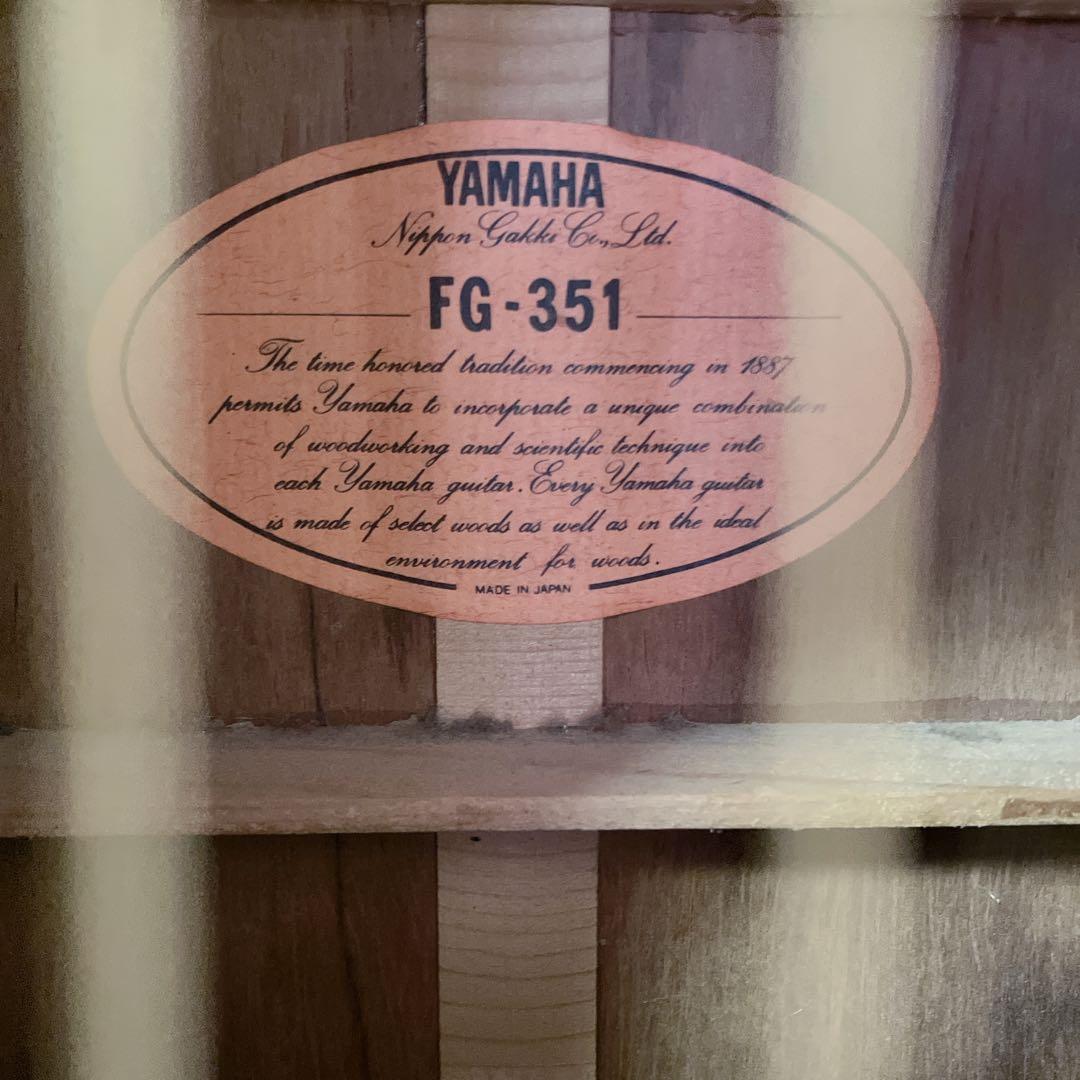 YAMAHA
Nippon Gakki Co., Ltd.
FG-351
The time honored tradition commencing in 1887
permits Yamaha to incorporate a unique combination
of woodworking and scientific technique into
each Yamaha guitar. Every Yamaha guitar
is made of select woods as well as in the ideal
environment for woods.
MADE IN JAPAN